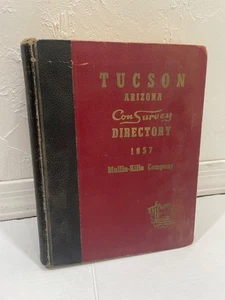 TUCSON
ARIZONA
ConSurvey
DIRECTORY
1957
Mullin-Kille Company